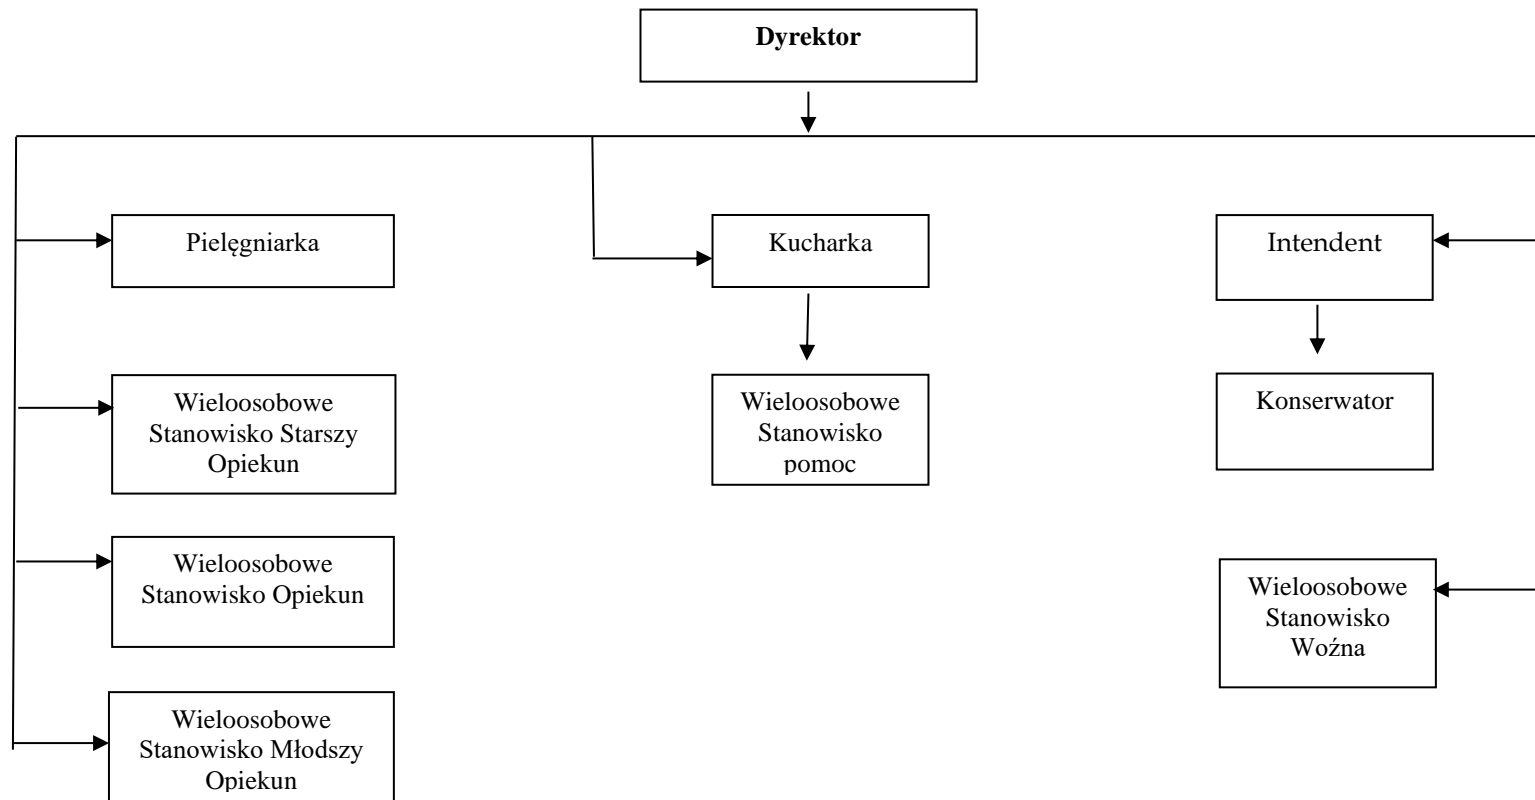 Dyrektor
Pielęgniarka
Kucharka
Intendent
Wieloosobowe
Stanowisko Starszy
Opiekun
Wieloosobowe
Stanowisko
pomoc
Konserwator
Wieloosobowe
Stanowisko Opiekun
Wieloosobowe
Stanowisko
Woźna
Wieloosobowe
Stanowisko Młodszy
Opiekun